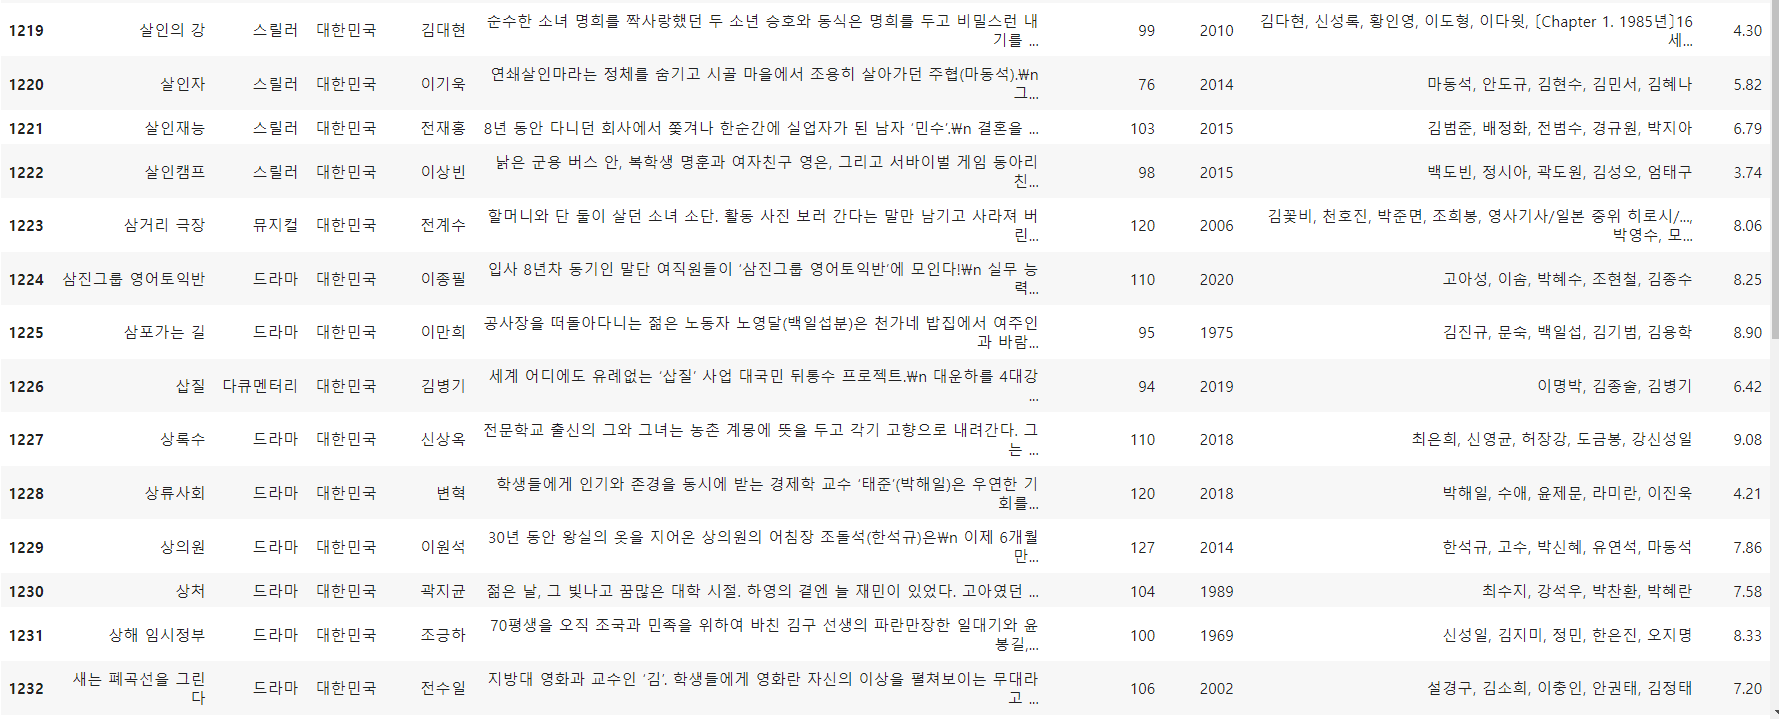 순수한 소녀 명희를 짝사랑했던 두 소년 승호와 동식은 명희를 두고 비밀스런 내
1219 살인의 강 스릴러 대한민국 김대현 기를 ... 99 2010 김다현, 신성록, 황인영, 이도형, 이다윗, [Chapter 1. 1985년]16 세... 4.30
연쇄살인마라는 정체를 숨기고 시골 마을에서 조용히 살아가던 주협(마동석).₩n
1220 살인자 스릴러 대한민국 이기욱 그... 76 2014 마동석, 안도규, 김현수, 김민서, 김혜나 5.82
1221 살인재능 스릴러 대한민국 전재홍 8년 동안 다니던 회사에서 쫓겨나 한순간에 실업자가 된 남자 ‘민수’.₩n 결혼을 ... 103 2015 김범준, 배정화, 전범수, 경규원, 박지아 6.79
낡은 군용 버스 안, 복학생 명훈과 여자친구 영은, 그리고 서바이벌 게임 동아리
1222 살인캠프 스릴러 대한민국 이상빈 친... 98 2015 백도빈, 정시아, 곽도원, 김성오, 엄태구 3.74
할머니와 단 둘이 살던 소녀 소단. 활동 사진 보러 간다는 말만 남기고 사라져 버
1223 삼거리 극장 뮤지컬 대한민국 전계수 린... 120 2006 김꽃비, 천호진, 박준면, 조희봉, 영사기사/일본 중위 히로시/..., 박영수, 모... 8.06
입사 8년차 동기인 말단 여직원들이 ‘삼진그룹 영어토익반’에 모인다!₩n 실무 능
1224 삼진그룹 영어토익반 드라마 대한민국 이종필 력... 110 2020 고아성, 이솜, 박혜수, 조현철, 김종수 8.25
공사장을 떠돌아다니는 젊은 노동자 노영달(백일섭분)은 천가네 밥집에서 여주인
1225 삼포가는 길 드라마 대한민국 이만희 과 바람... 95 1975 김진규, 문숙, 백일섭, 김기범, 김용학 8.90
세계 어디에도 유례없는 ‘삽질’ 사업 대국민 뒤통수 프로젝트.₩n 대운하를 4대강
1226 삽질 다큐멘터리 대한민국 김병기 ... 94 2019 이명박, 김종술, 김병기 6.42
전문학교 출신의 그와 그녀는 농촌 계몽에 뜻을 두고 각기 고향으로 내려간다. 그
1227 상록수 드라마 대한민국 신상옥 는 ... 110 2018 최은희, 신영균, 허장강, 도금봉, 강신성일 9.08
학생들에게 인기와 존경을 동시에 받는 경제학 교수 ‘태준’(박해일)은 우연한 기
1228 상류사회 드라마 대한민국 변혁 회를... 120 2018 박해일, 수애, 윤제문, 라미란, 이진욱 4.21
30년 동안 왕실의 옷을 지어온 상의원의 어침장 조돌석(한석규)은₩n 이제 6개월
1229 상의원 드라마 대한민국 이원석 만... 127 2014 한석규, 고수, 박신혜, 유연석, 마동석 7.86
1230 상처 드라마 대한민국 곽지균 젊은 날, 그 빛나고 꿈많은 대학 시절. 하영의 곁엔 늘 재민이 있었다. 고아였던 ... 104 1989 최수지, 강석우, 박찬환, 박혜란 7.58
70평생을 오직 조국과 민족을 위하여 바친 김구 선생의 파란만장한 일대기와 윤
1231 상해 임시정부 드라마 대한민국 조긍하 봉길,... 100 1969 신성일, 김지미, 정민, 한은진, 오지명 8.33
지방대 영화과 교수인 ‘김’. 학생들에게 영화란 자신의 이상을 펼쳐보이는 무대라
1232 새는 폐곡선을 그린다 드라마 대한민국 전수일 고 ... 106 2002 설경구, 김소희, 이충인, 안권태, 김정태 7.20